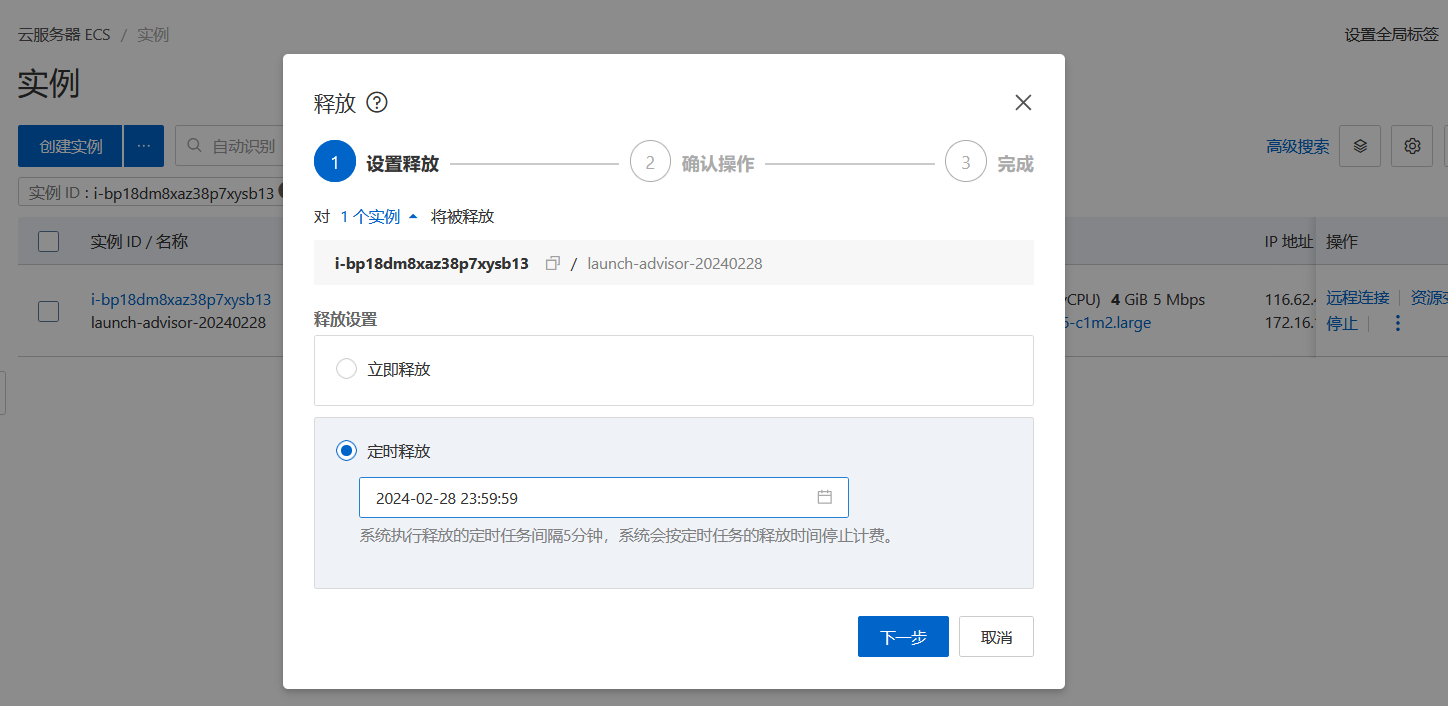 云服务器 ECS / 实例
设置全局标签
实例
创建实例 ... 自动识别
高级搜索
实例 ID : i-bp18dm8xaz38p7xysb13
实例 ID / 名称
IP 地址 操作
i-bp18dm8xaz38p7xysb13
launch-advisor-20240228
CPU) 4 GiB 5 Mbps
-c1m2.large
116.62.
172.16.
远程连接 资源
停止
释放 ?
1 设置释放 2 确认操作 3 完成
对 1 个实例 将被释放
i-bp18dm8xaz38p7xysb13 / launch-advisor-20240228
释放设置
立即释放
定时释放
2024-02-28 23:59:59
系统执行释放的定时任务间隔5分钟，系统会按定时任务的释放时间停止计费。
下一步 取消